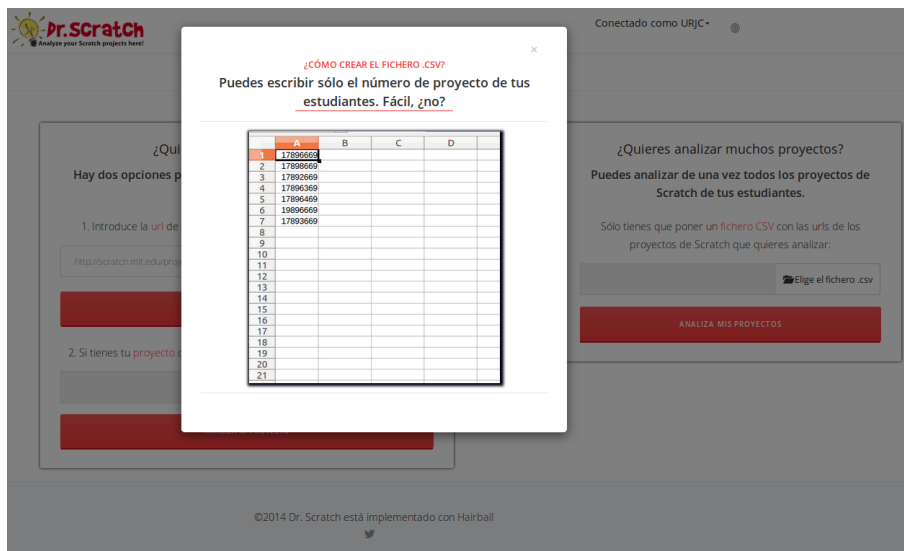 Dr.Scratch
Analyze your Scratch projects here!
Conectado como URJC
×
¿CÓMO CREAR EL FICHERO .CSV?
Puedes escribir sólo el número de proyecto de tus
estudiantes. Fácil, ¿no?
A B C D
1 17896669
2 17898669
3 17892669
4 17896369
5 17896469
6 19896669
7 17893669
8
9
10
11
12
13
14
15
16
17
18
19
20
21
¿Qui
Hay dos opciones p
1. Introduce la url de
http://scratch.mit.edu/proj
2. Si tienes tu proyecto
¿Quieres analizar muchos proyectos?
Puedes analizar de una vez todos los proyectos de
Scratch de tus estudiantes.
Sólo tienes que poner un fichero CSV con las urls de los
proyectos de Scratch que quieres analizar:
Elige el fichero .csv
ANALIZA MIS PROYECTOS
©2014 Dr. Scratch está implementado con Hairball